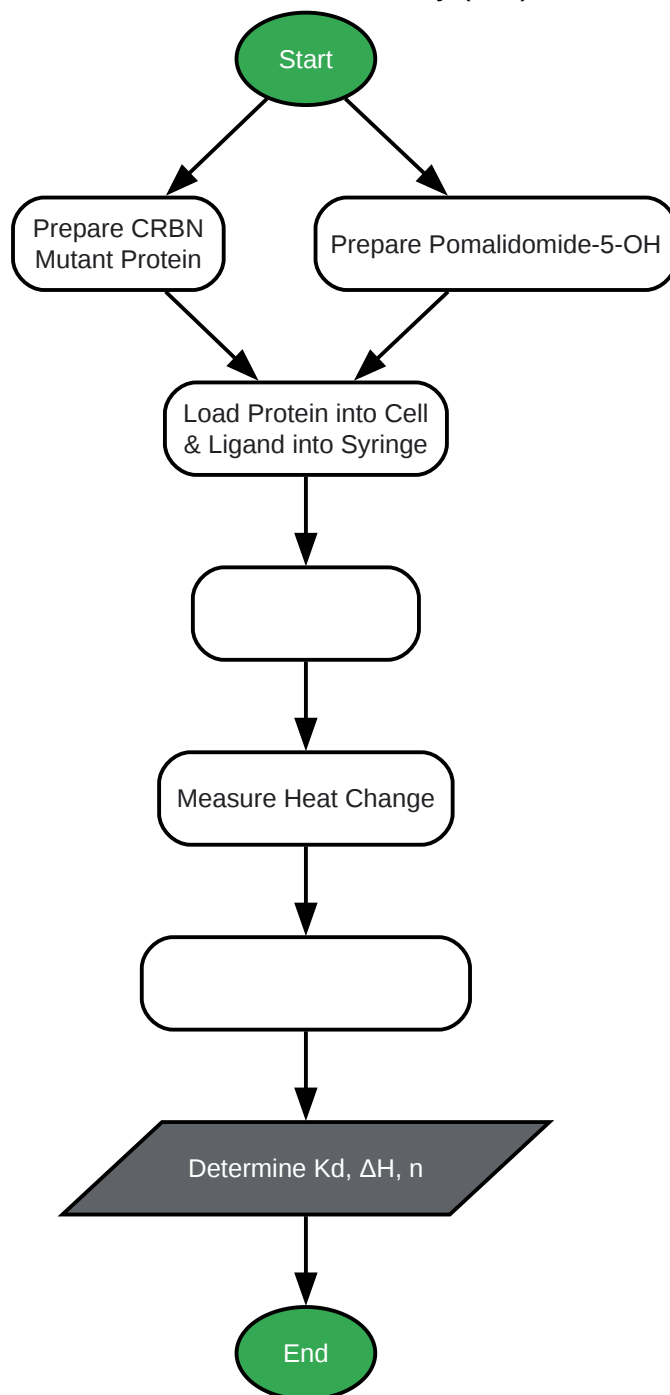 Start
Prepare CRBN
Mutant Protein
Prepare Pomalidomide-5-OH
Load Protein into Cell
& Ligand into Syringe
Measure Heat Change
Determine Kd, ΔH, n
End